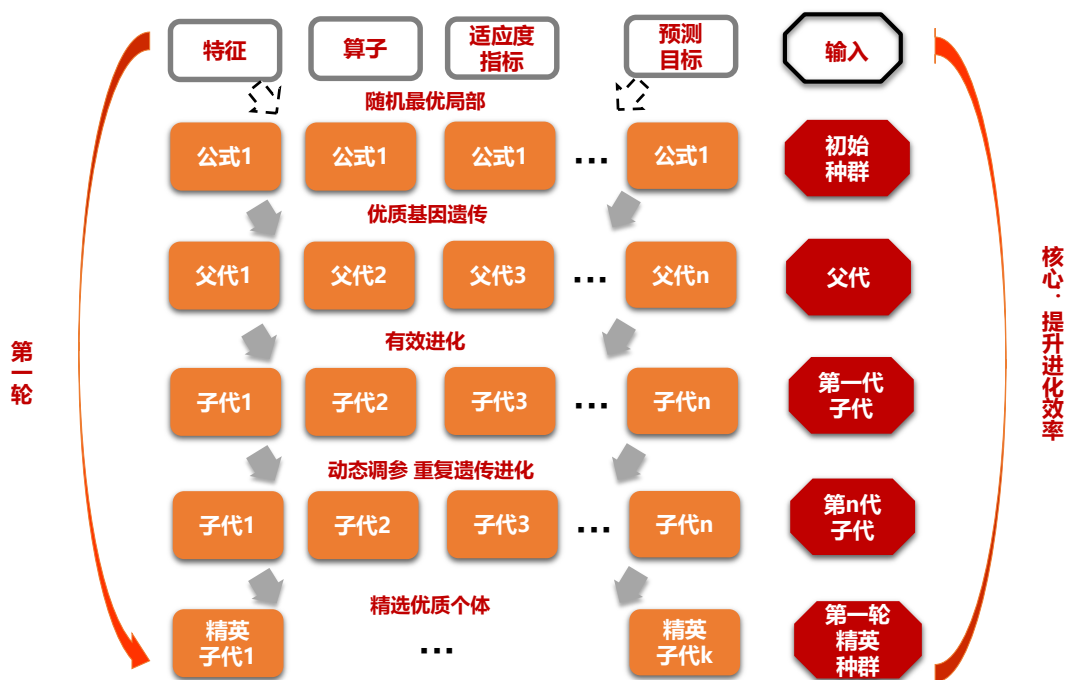 特征
算子
适应度
指标
预测
目标
输入
随机最优局部
公式1
公式1
公式1
...
公式1
初始
种群
优质基因遗传
父代1
父代2
父代3
...
父代n
父代
有效进化
子代1
子代2
子代3
...
子代n
第一代
子代
动态调参 重复遗传进化
子代1
子代2
子代3
...
子代n
第n代
子代
精选优质个体
精英
子代1
...
精英
子代k
第一轮
精英
种群
第一轮
核心：提升进化效率